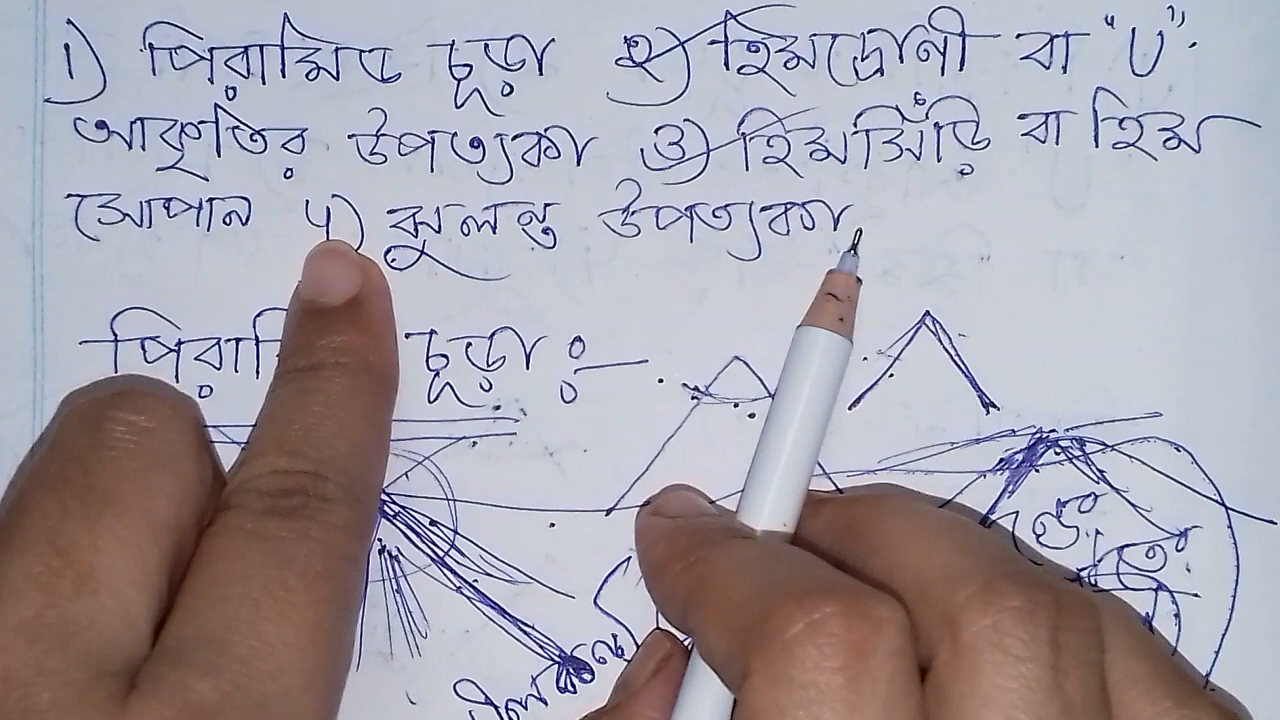 ১) পিরামিড চূড়া ২) হিমদ্রোণী বা "U"
আকৃতির উপত্যকা ৩) হিমসিঁড়ি বা হিম
সোপান ৪) ঝুলন্ত উপত্যকা
চূড়া :-